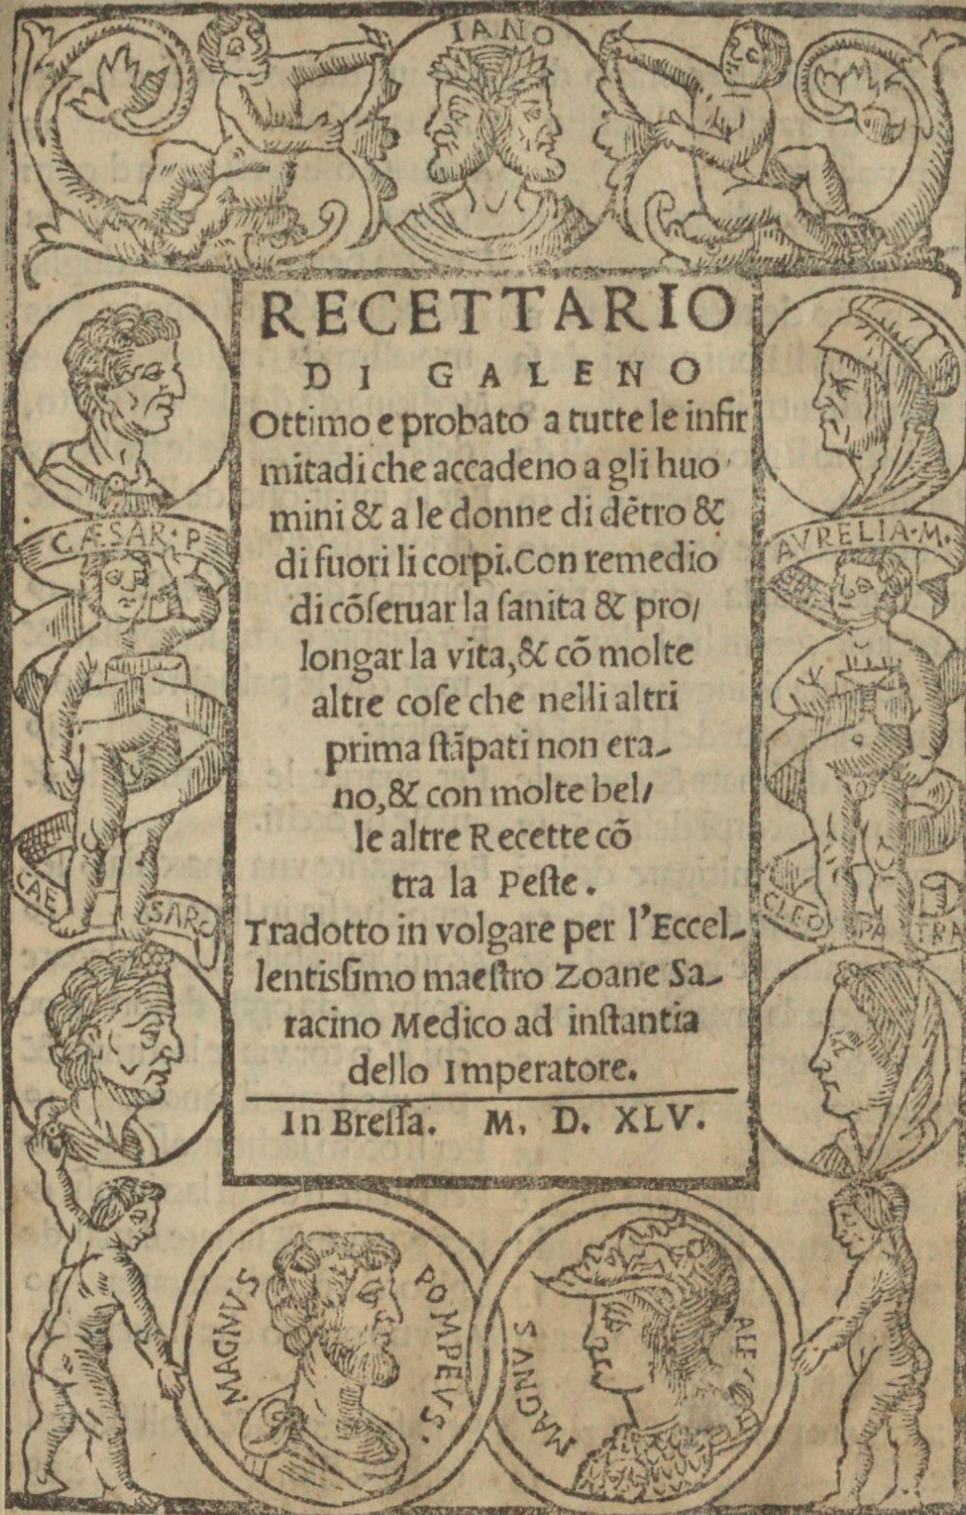 IANO
RECETTARIO
DI GALENO
Ottimo e probato a tutte le infir
mitadi che accadeno a gli huo-
mini & a le donne di dētro &
di fuori li corpi. Con remedio
di cōſeruar la ſanita & pro/
longar la vita, & cō molte
altre coſe che nelli altri
prima ſtāpati non era-
no, & con molte bel/
le altre Recette cō
tra la Peſte.
Tradotto in volgare per l'Eccel-
lentisſimo maeſtro Zoane Sa-
racino Medico ad inſtantia
dello Imperatore.
In Breſſa. M. D. XLV.
CÆSAR·P
AVRELIA·M.
CAE SAR
CLEO PA TRA
MAGNVS POMPEVS.
MAGNVS ALE